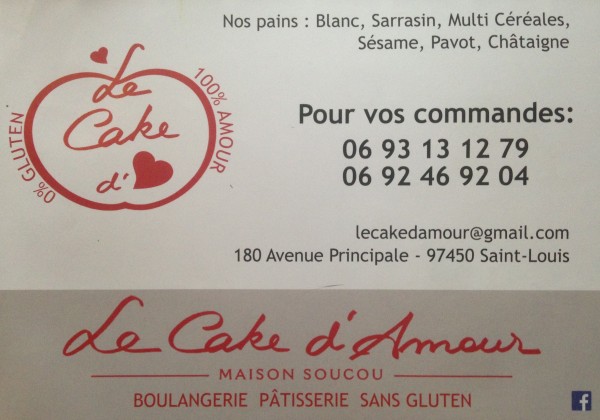 Nos pains : Blanc, Sarrasin, Multi Céréales,
Sésame, Pavot, Châtaigne
Le
Cake
d'
0% GLUTEN
100% AMOUR
Pour vos commandes:
06 93 13 12 79
06 92 46 92 04
lecakedamour@gmail.com
180 Avenue Principale - 97450 Saint-Louis
Le Cake d'Amour
MAISON SOUCOU
BOULANGERIE PÂTISSERIE SANS GLUTEN
f